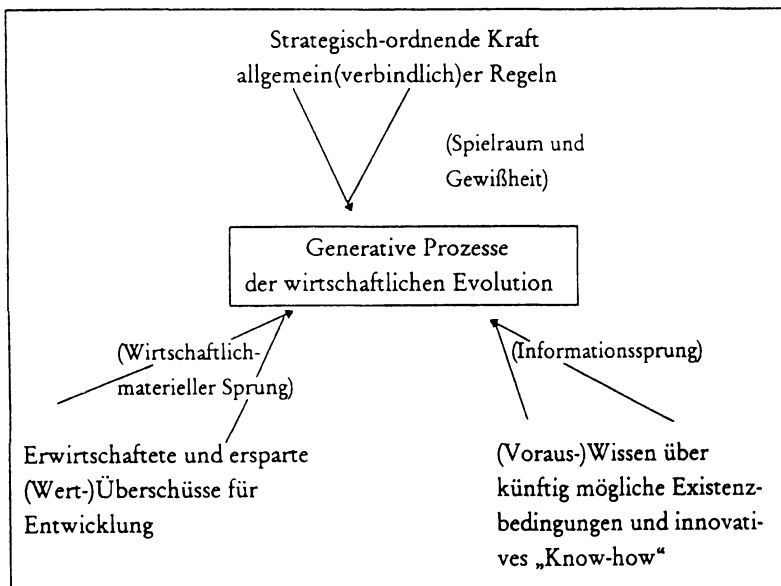 Strategisch-ordnende Kraft
allgemein(verbindlich)er Regeln
(Spielraum und
Gewißheit)
Generative Prozesse
der wirtschaftlichen Evolution
(Wirtschaftlich-
materieller Sprung)
(Informationssprung)
Erwirtschaftete und ersparte
(Wert-)Überschüsse für
Entwicklung
(Voraus-)Wissen über
künftig mögliche Existenz-
bedingungen und innovati-
ves „Know-how“